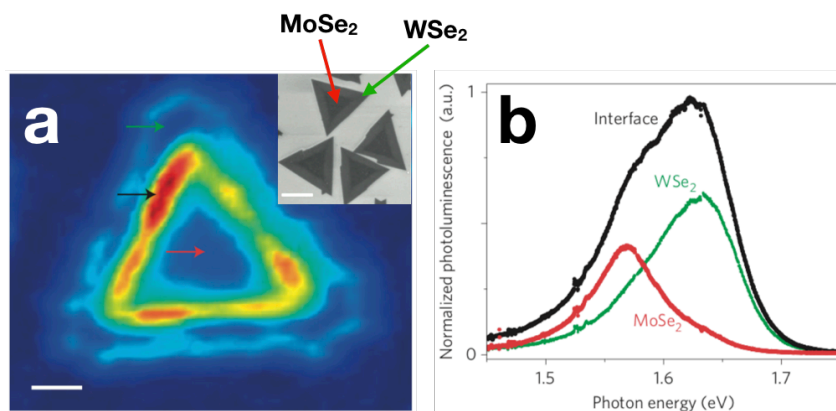 MoSe₂ WSe₂
a
b
1
Interface
WSe₂
MoSe₂
0
Normalized photoluminescence (a.u.)
1.5 1.6 1.7
Photon energy (eV)